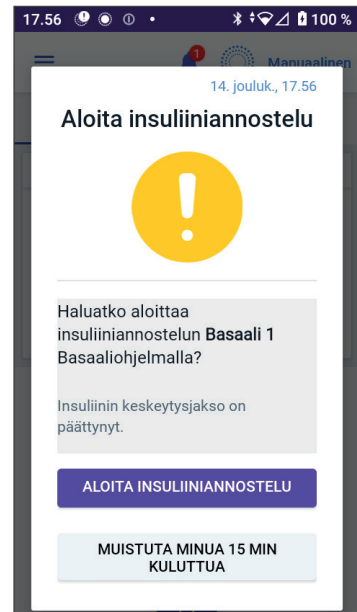 17.56 100 %
1
Manuaalinen
14. jouluk., 17.56
Aloita insuliiniannostelu
Haluatko aloittaa
insuliiniannostelun Basaali 1
Basaaliohjelmalla?
Insuliinin keskeytysjakso on
päättynyt.
ALOITA INSULIINIANNOSTELU
MUISTUTA MINUA 15 MIN
KULUTTUA